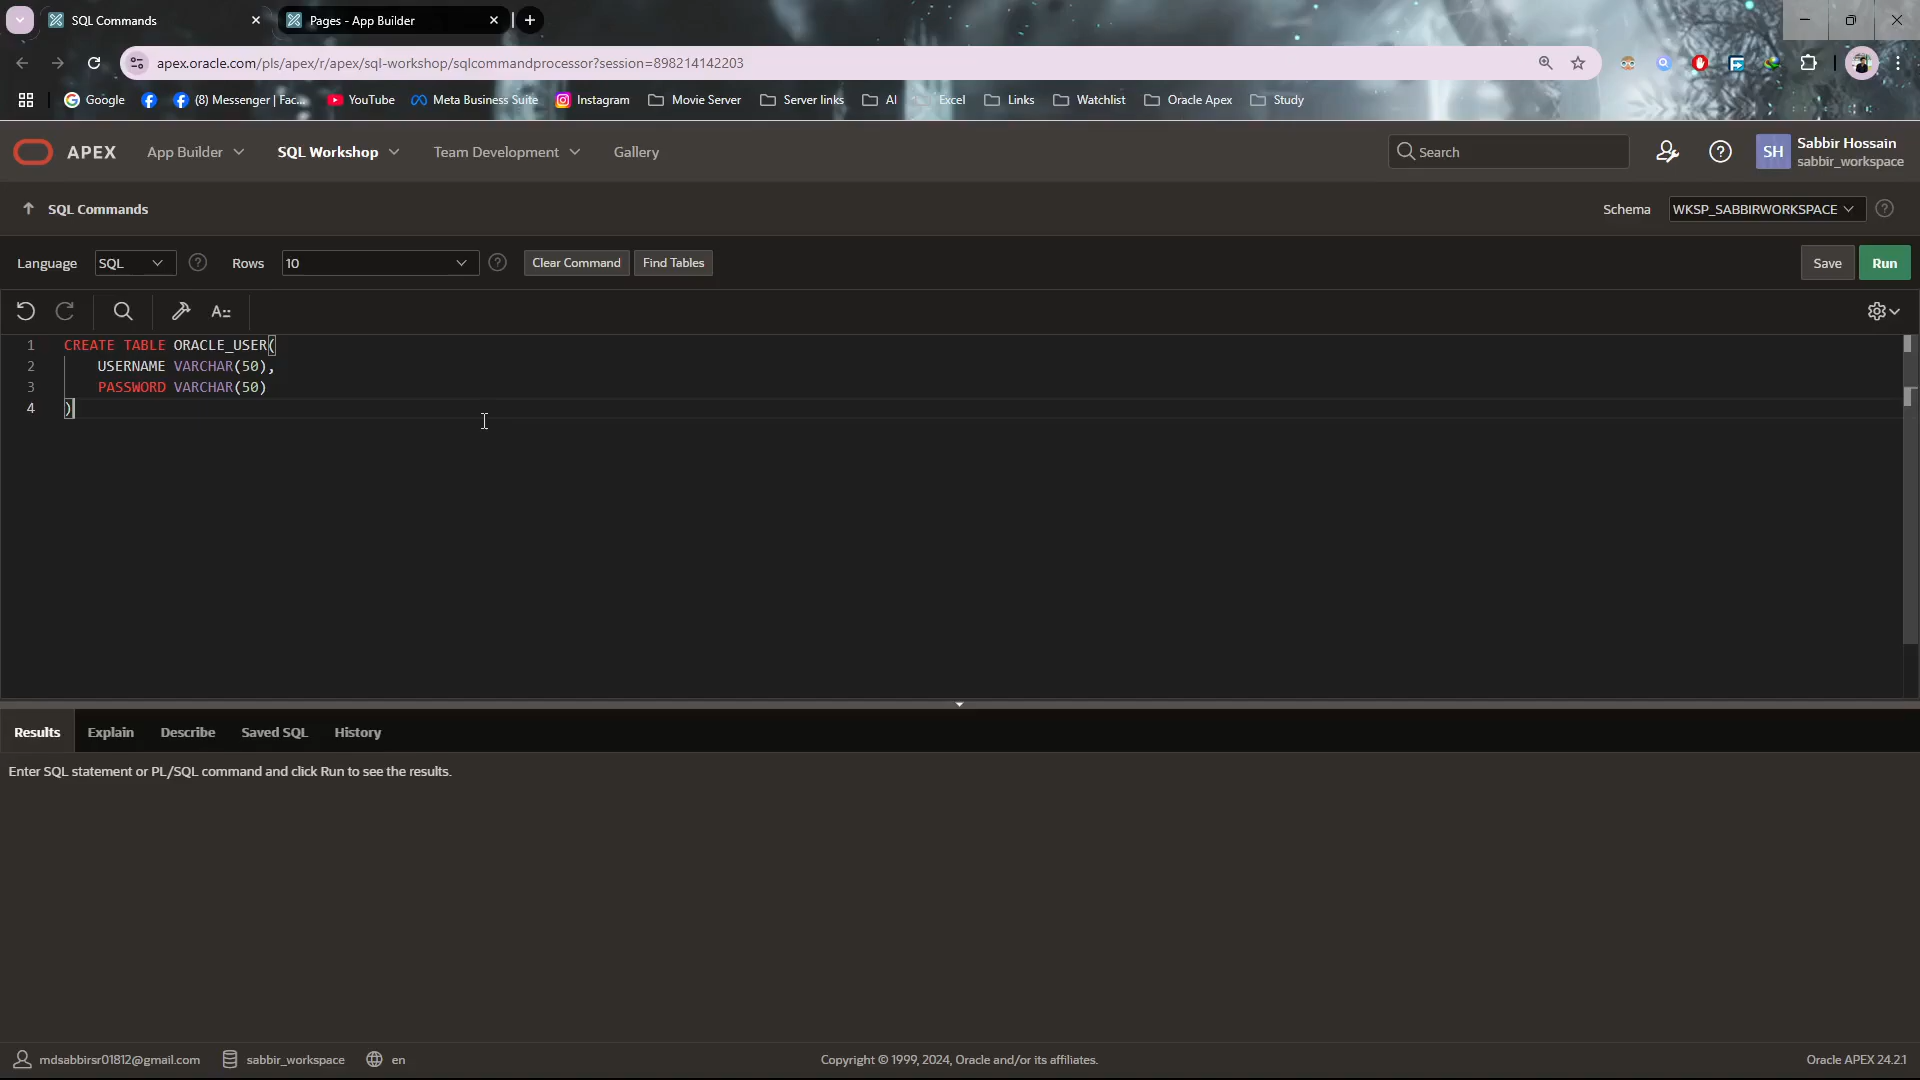 SQL Commands
Pages - App Builder
apex.oracle.com/pls/apex/r/apex/sql-workshop/sqlcommandprocessor?session=898214142203
Google
(8) Messenger | Fac...
YouTube
Meta Business Suite
Instagram
Movie Server
Server links
AI
Excel
Links
Watchlist
Oracle Apex
Study
APEX
App Builder
SQL Workshop
Team Development
Gallery
Search
SH
Sabbir Hossain
sabbir_workspace
SQL Commands
Schema
WKSP_SABBIRWORKSPACE
Language
SQL
Rows
10
Clear Command
Find Tables
Save
Run
1 CREATE TABLE ORACLE_USER(
2 USERNAME VARCHAR(50),
3 PASSWORD VARCHAR(50)
4 )
Results
Explain
Describe
Saved SQL
History
Enter SQL statement or PL/SQL command and click Run to see the results.
mdsabbirsr01812@gmail.com
sabbir_workspace
en
Copyright © 1999, 2024, Oracle and/or its affiliates.
Oracle APEX 24.2.1